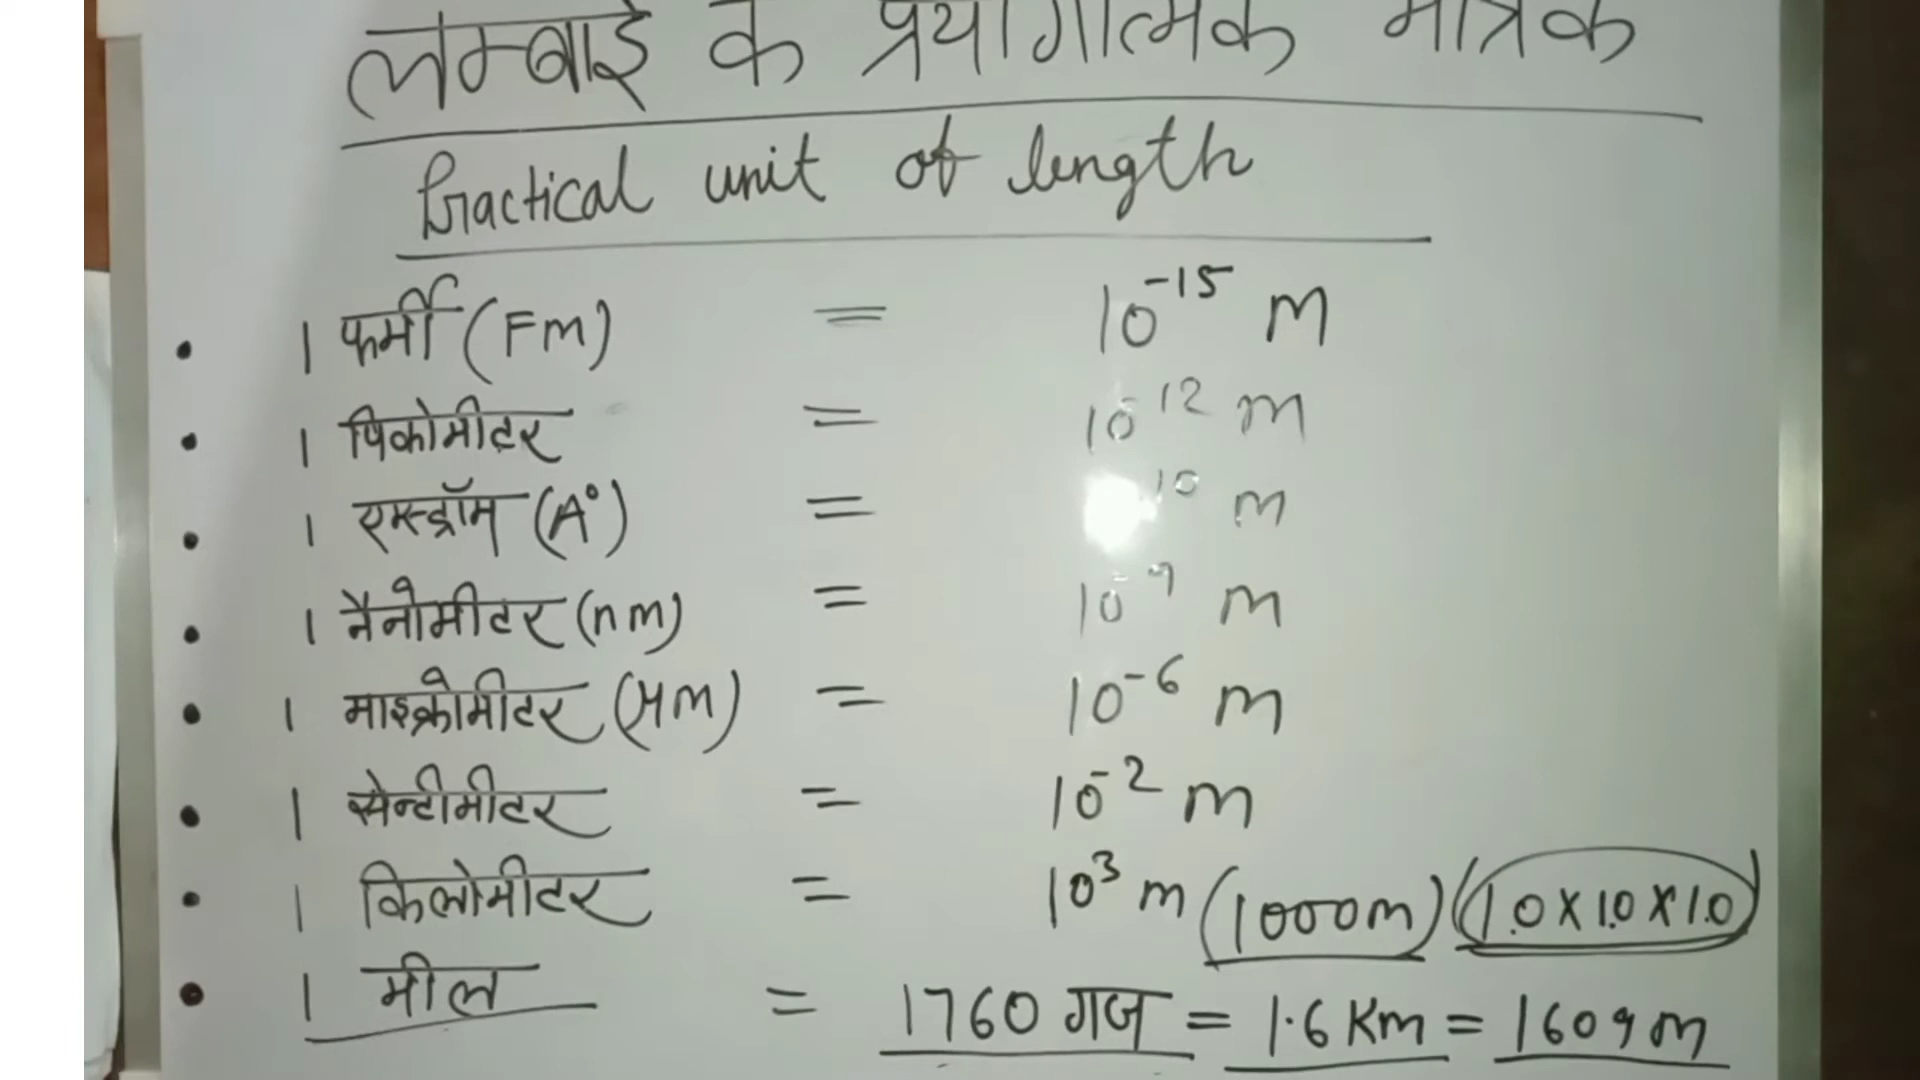 लम्बाई के प्रयोगात्मक मात्रक
Practical unit of length
• 1 फर्मी (Fm) = 10⁻¹⁵ m
• 1 पिकोमीटर = 10⁻¹² m
• 1 एम्स्ट्रॉम (A°) = ¹⁰ m
• 1 नैनोमीटर (nm) = 10⁻⁹ m
• 1 माइक्रोमीटर (μm) = 10⁻⁶ m
• 1 सेन्टीमीटर = 10⁻² m
• 1 किलोमीटर = 10³ m (1000m) (10 X 10 X 10)
• 1 मील = 1760 गज = 1.6 Km = 1609 m